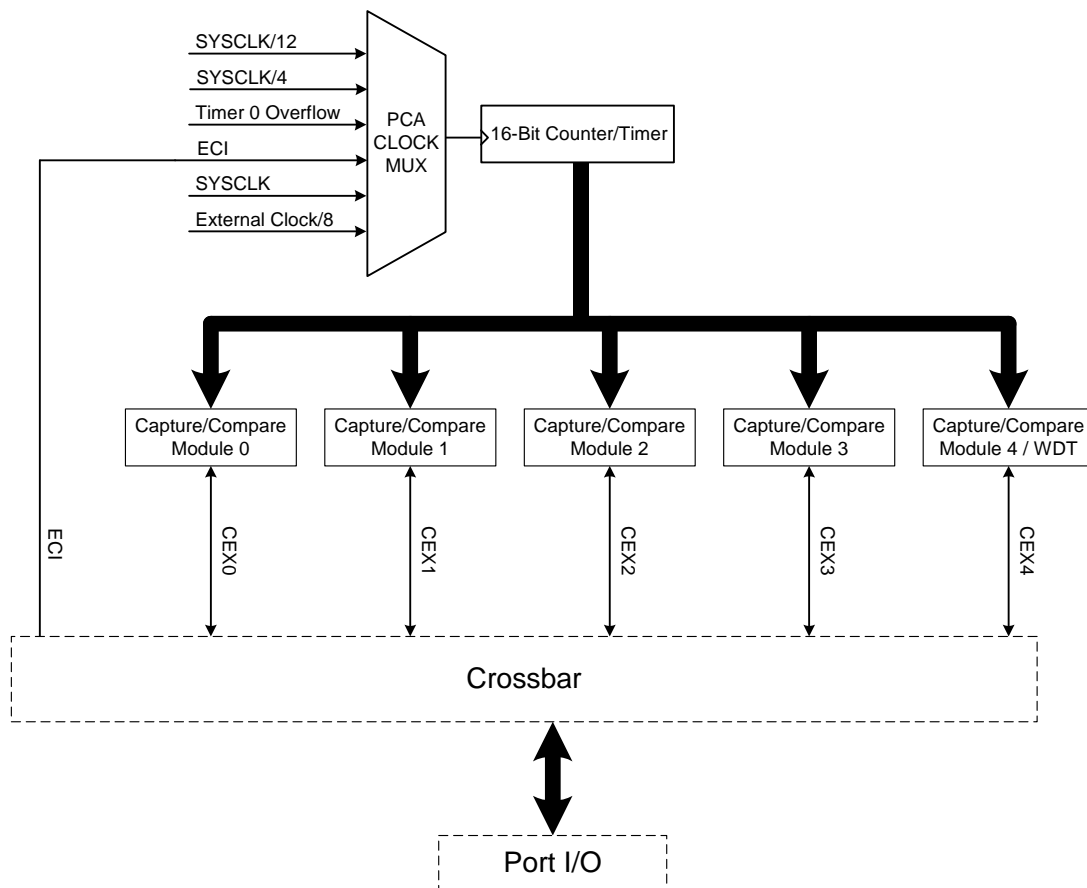 SYSCLK/12
SYSCLK/4
Timer 0 Overflow
ECI
SYSCLK
External Clock/8
PCA
CLOCK
MUX
16-Bit Counter/Timer
Capture/Compare
Module 0
Capture/Compare
Module 1
Capture/Compare
Module 2
Capture/Compare
Module 3
Capture/Compare
Module 4 / WDT
ECI
CEX0
CEX1
CEX2
CEX3
CEX4
Crossbar
Port I/O